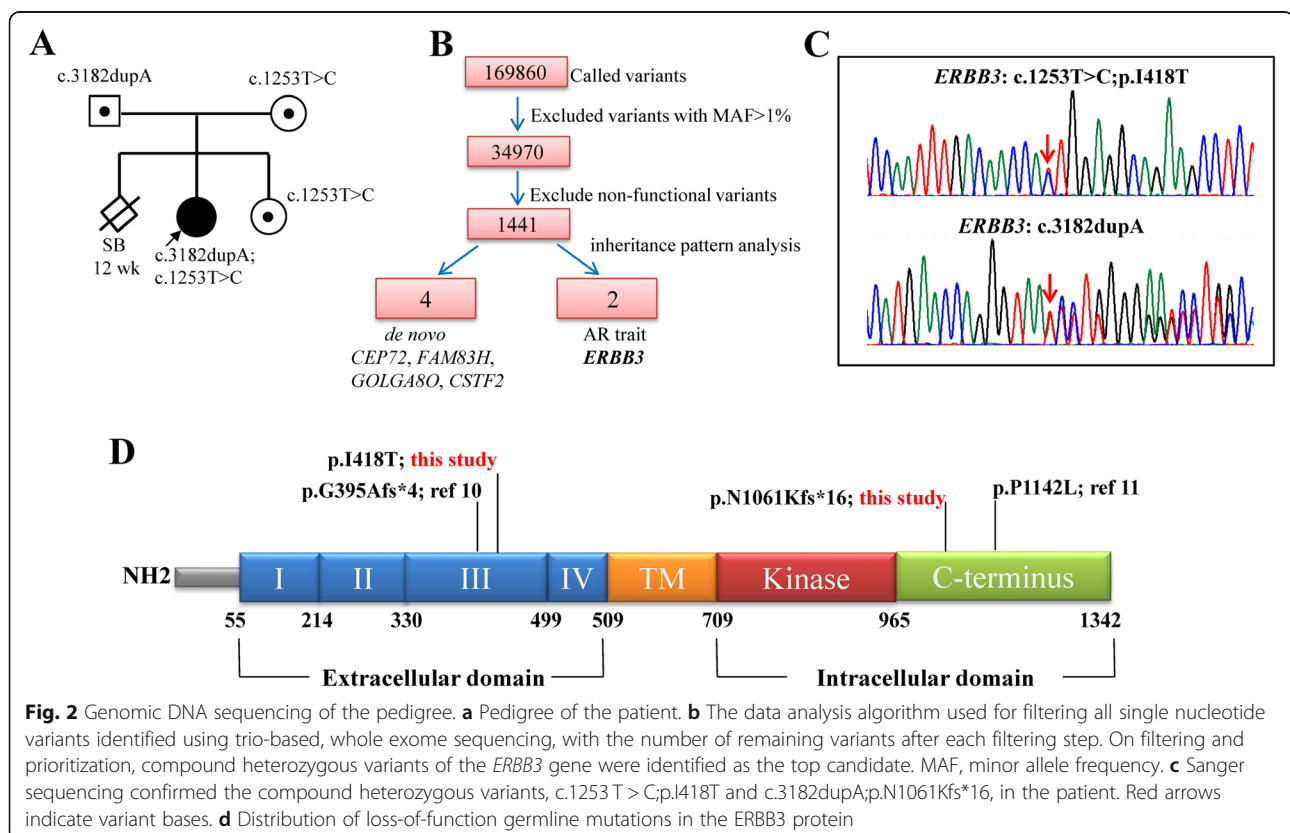 A
c.3182dupA
c.1253T>C
c.1253T>C
SB
12 wk
c.3182dupA;
c.1253T>C
B
169860
Called variants
Excluded variants with MAF>1%
34970
Exclude non-functional variants
1441
inheritance pattern analysis
4
2
de novo
CEP72, FAM83H,
GOLGA8O, CSTF2
AR trait
ERBB3
C
ERBB3: c.1253T>C;p.I418T
ERBB3: c.3182dupA
D
p.I418T; this study
p.G395Afs*4; ref 10
p.N1061Kfs*16; this study
p.P1142L; ref 11
NH2
I
II
III
IV
TM
Kinase
C-terminus
55
214
330
499
509
709
965
1342
Extracellular domain
Intracellular domain
Fig. 2 Genomic DNA sequencing of the pedigree. a Pedigree of the patient. b The data analysis algorithm used for filtering all single nucleotide
variants identified using trio-based, whole exome sequencing, with the number of remaining variants after each filtering step. On filtering and
prioritization, compound heterozygous variants of the ERBB3 gene were identified as the top candidate. MAF, minor allele frequency. c Sanger
sequencing confirmed the compound heterozygous variants, c.1253 T > C;p.I418T and c.3182dupA;p.N1061Kfs*16, in the patient. Red arrows
indicate variant bases. d Distribution of loss-of-function germline mutations in the ERBB3 protein